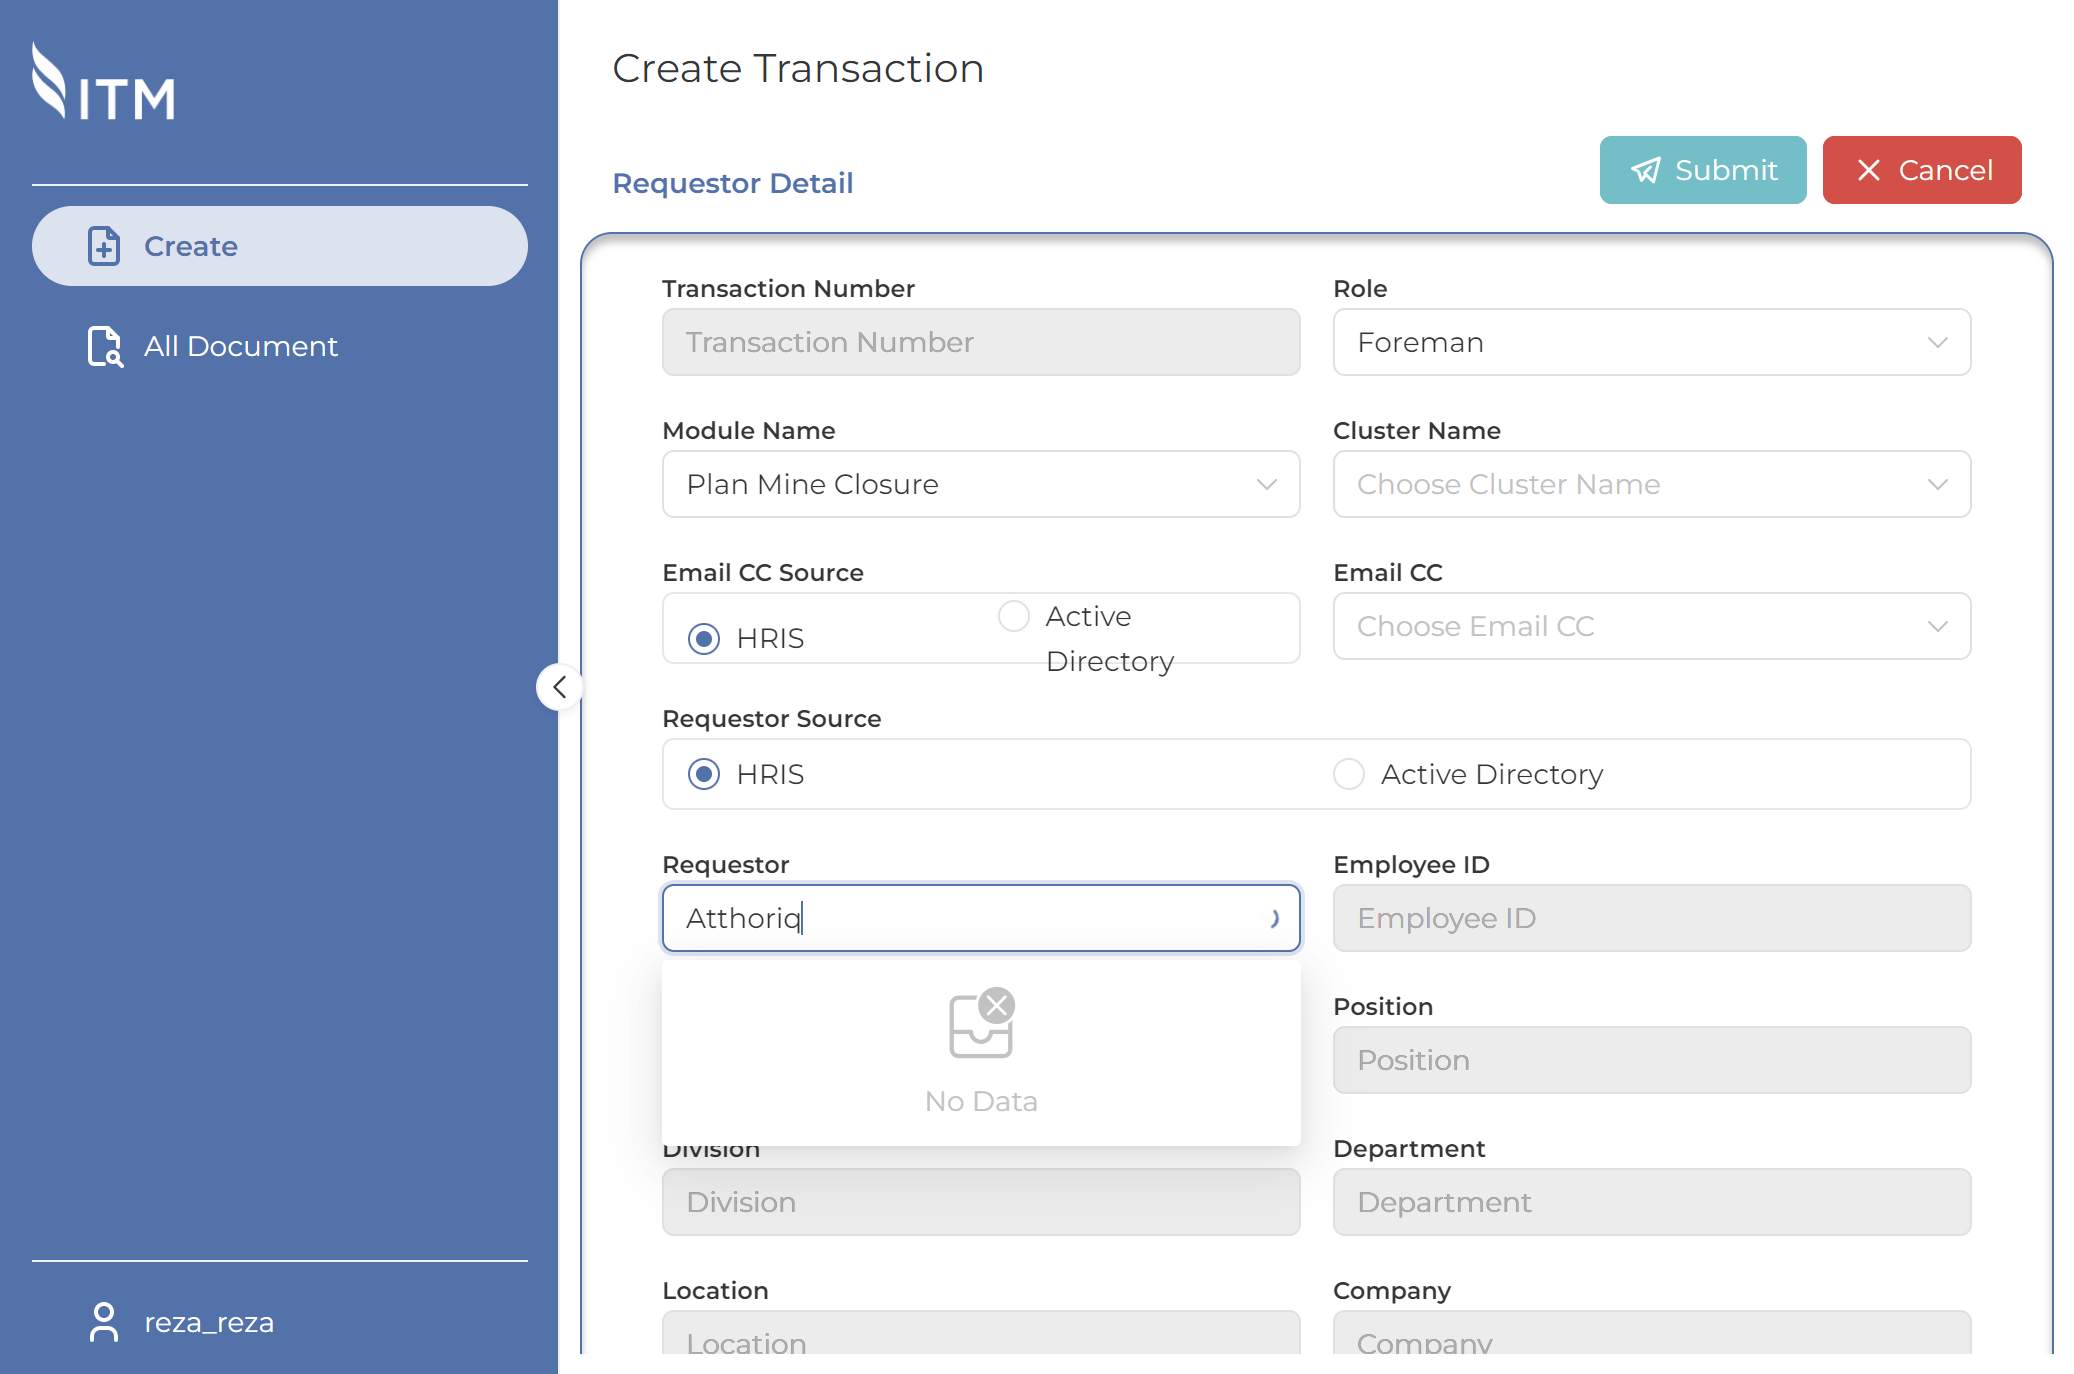 ITM
Create
All Document
reza_reza
Create Transaction
Requestor Detail
Submit
Cancel
Transaction Number
Transaction Number
Role
Foreman
Module Name
Plan Mine Closure
Cluster Name
Choose Cluster Name
Email CC Source
HRIS
Active
Directory
Email CC
Choose Email CC
Requestor Source
HRIS
Active Directory
Requestor
Atthoriq
No Data
Employee ID
Employee ID
Position
Position
Division
Division
Department
Department
Location
Location
Company
Company